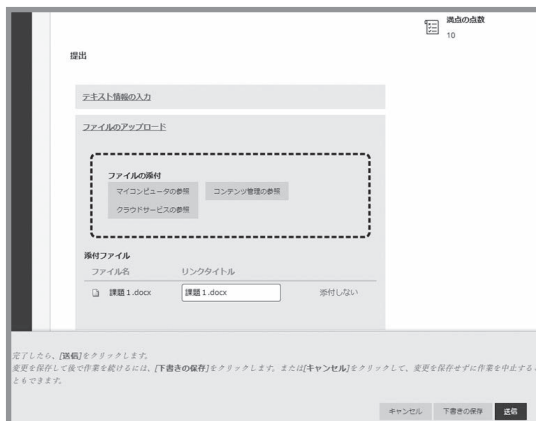 満点の点数
10
提出
テキスト情報の入力
ファイルのアップロード
ファイルの添付
マイコンピュータの参照 コンテンツ管理の参照
クラウドサービスの参照
添付ファイル
ファイル名 リンクタイトル
課題1.docx 課題1.docx 添付しない
完了したら、[送信]をクリックします。
変更を保存して後で作業を続けるには、[下書きの保存]をクリックします。または[キャンセル]をクリックして、変更を保存せずに作業を中止するこ
ともできます。
キャンセル 下書きの保存 送信